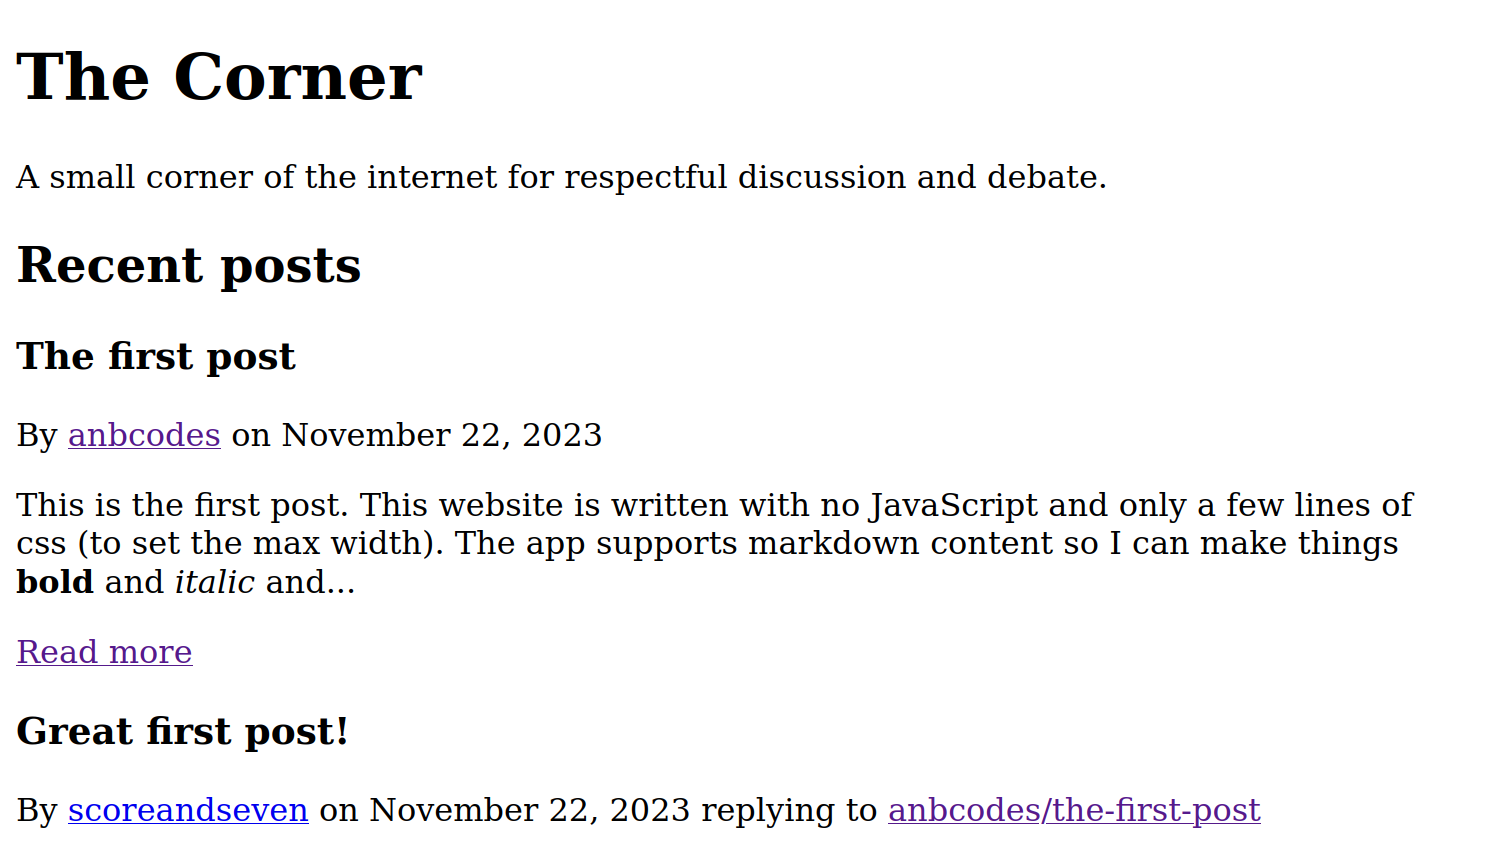 The Corner
A small corner of the internet for respectful discussion and debate.
Recent posts
The first post
By anbcodes on November 22, 2023
This is the first post. This website is written with no JavaScript and only a few lines of
css (to set the max width). The app supports markdown content so I can make things
bold and italic and...
Read more
Great first post!
By scoreandseven on November 22, 2023 replying to anbcodes/the-first-post